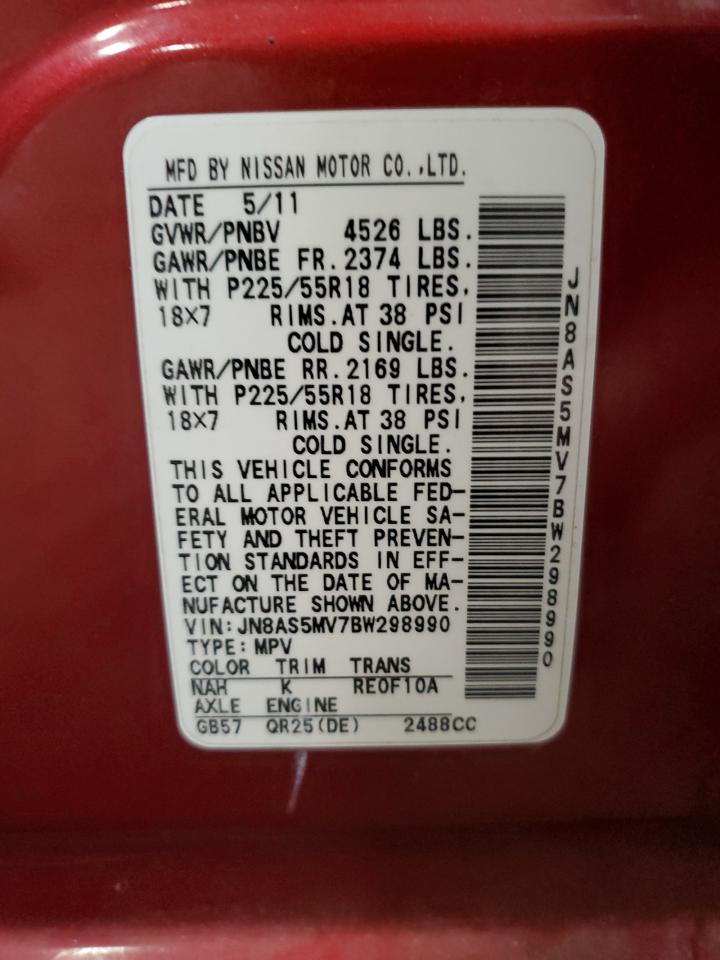 MFD BY NISSAN MOTOR CO.,LTD.
DATE 5/11
GVWR/PNBV 4526 LBS.
GAWR/PNBE FR. 2374 LBS.
WITH P225/55R18 TIRES,
18X7 RIMS.AT 38 PSI
COLD SINGLE.
GAWR/PNBE RR. 2169 LBS.
WITH P225/55R18 TIRES,
18X7 RIMS.AT 38 PSI
COLD SINGLE.
THIS VEHICLE CONFORMS
TO ALL APPLICABLE FED-
ERAL MOTOR VEHICLE SA-
FETY AND THEFT PREVEN-
TION STANDARDS IN EFF-
ECT ON THE DATE OF MA-
NUFACTURE SHOWN ABOVE.
VIN:JN8AS5MV7BW298990
TYPE:MPV
COLOR TRIM TRANS
NAH K RE0F10A
AXLE ENGINE
GB57 QR25(DE) 2488CC
JN8AS5MV7BW298990